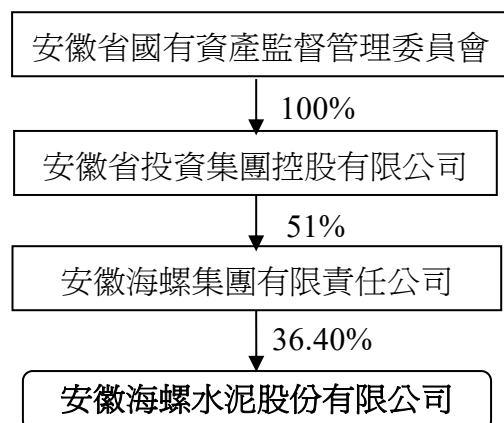 安徽省國有資產監督管理委員會
100%
安徽省投資集團控股有限公司
51%
安徽海螺集團有限責任公司
36.40%
安徽海螺水泥股份有限公司